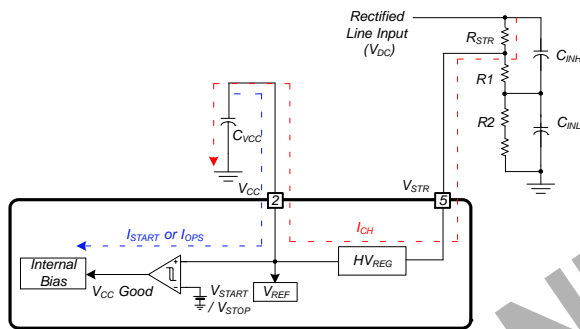 Rectified
Line Input
(VDC)
RSTR
R1
R2
CINH
CINL
CVCC
VCC
2
VSTR
5
ISTART or IOPS
ICH
Internal
Bias
VCC Good
+
−
VSTART
/ VSTOP
VREF
HVREG